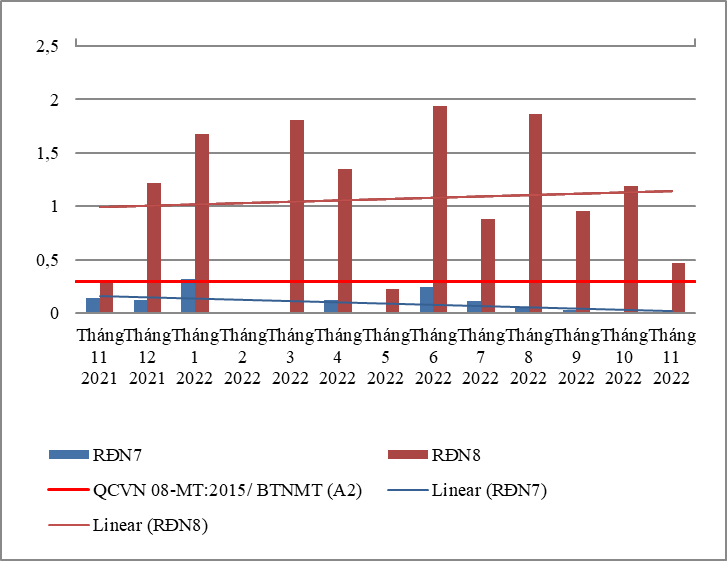 2,5
2
1,5
1
0,5
0
Tháng Tháng Tháng Tháng Tháng Tháng Tháng Tháng Tháng Tháng Tháng Tháng Tháng
11 12 1 2 3 4 5 6 7 8 9 10 11
2021 2021 2022 2022 2022 2022 2022 2022 2022 2022 2022 2022 2022
RĐN7 RĐN8
QCVN 08-MT:2015/ BTNMT (A2) Linear (RĐN7)
Linear (RĐN8)